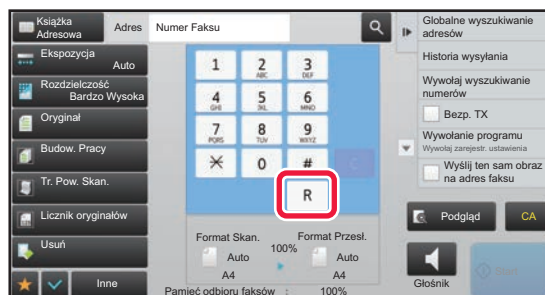 Książka
Adresowa
Adres
Numer Faksu
Ekspozycja
Auto
Rozdzielczość
Bardzo Wysoka
Oryginał
Budow. Pracy
Tr. Pow. Skan.
Licznik oryginałów
Usuń
Inne
1
2
ABC
3
DEF
4
GHI
5
JKL
6
MNO
7
PQRS
8
TUV
9
WXYZ
0
#
C
R
Format Skan.
100%
Format Przesł.
Auto
A4
Auto
A4
Pamięć odbioru faksów : 100%
Globalne wyszukiwanie
adresów
Historia wysyłania
Wywołaj wyszukiwanie
numerów
Bezp. TX
Wywołanie programu
Wywołaj zarejestr. ustawienia
Wyślij ten sam obraz
na adres faksu
Podgląd
CA
Głośnik
Start